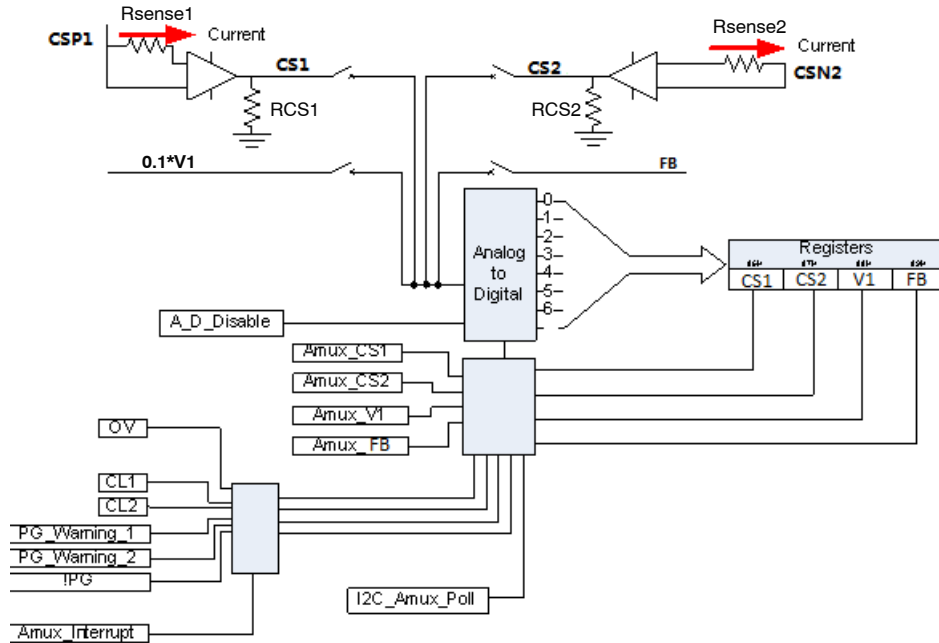 Rsense1
CSP1
Current
CS1
RCS1
Rsense2
Current
CS2
CSN2
RCS2
0.1*V1
FB
Analog
to
Digital
0
1
2
3
4
5
6
Registers
CS1 CS2 V1 FB
A_D_Disable
Amux_CS1
Amux_CS2
Amux_V1
Amux_FB
OV
CL1
CL2
PG_Warning_1
PG_Warning_2
!PG
I2C_Amux_Poll
Amux_Interrupt